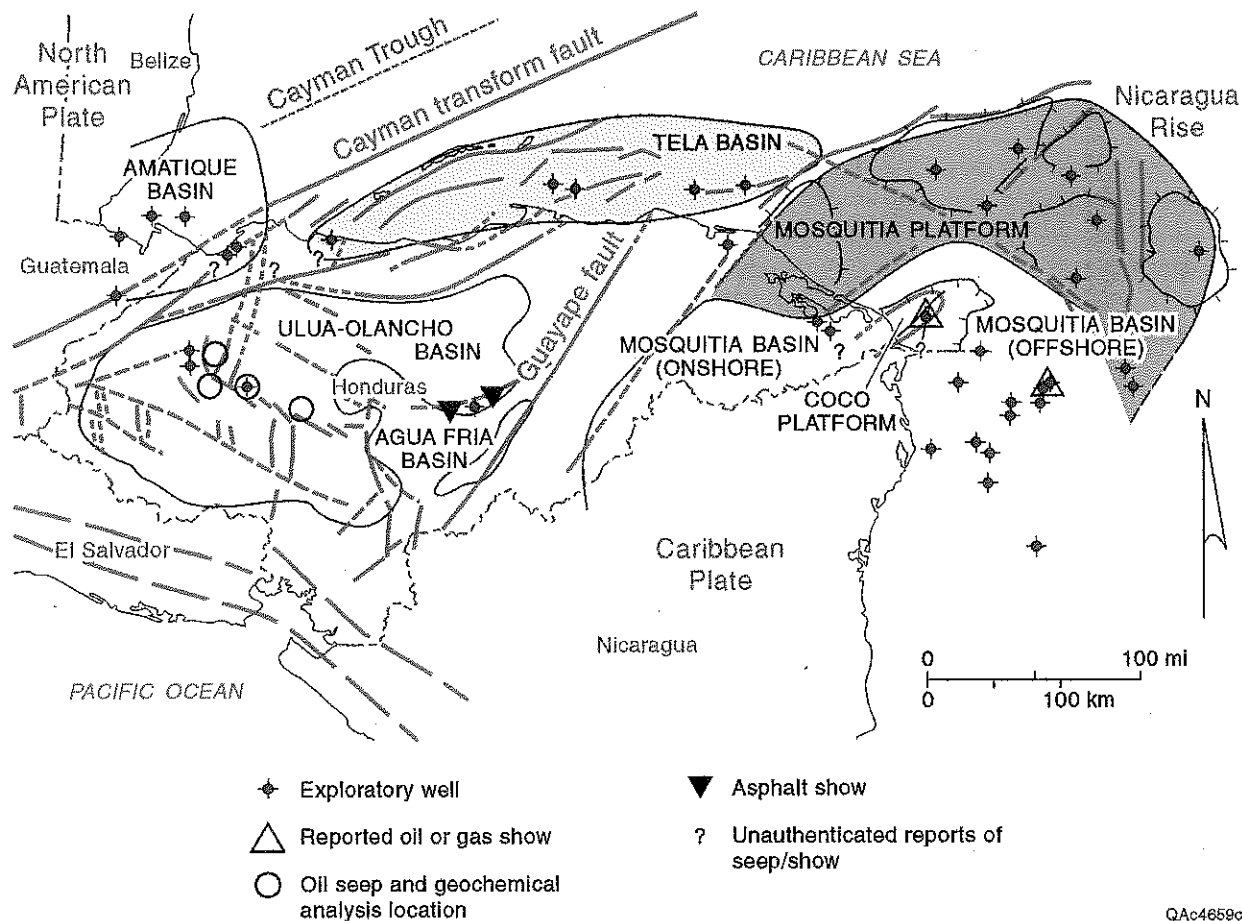 North
American
Plate
Belize
Cayman Trough
Cayman transform fault
CARIBBEAN SEA
Nicaragua
Rise
AMATIQUE
BASIN
TELA BASIN
MOSQUITIA PLATFORM
Guatemala
?
?
?
ULUA-OLANCHO
BASIN
Guayape fault
Honduras
MOSQUITIA BASIN
(ONSHORE)
?
?
MOSQUITIA BASIN
(OFFSHORE)
COCO
PLATFORM
AGUA FRIA
BASIN
N
El Salvador
Caribbean
Plate
Nicaragua
PACIFIC OCEAN
0 100 mi
0 100 km
Exploratory well
Reported oil or gas show
Oil seep and geochemical
analysis location
Asphalt show
? Unauthenticated reports of
seep/show
QAc4659c